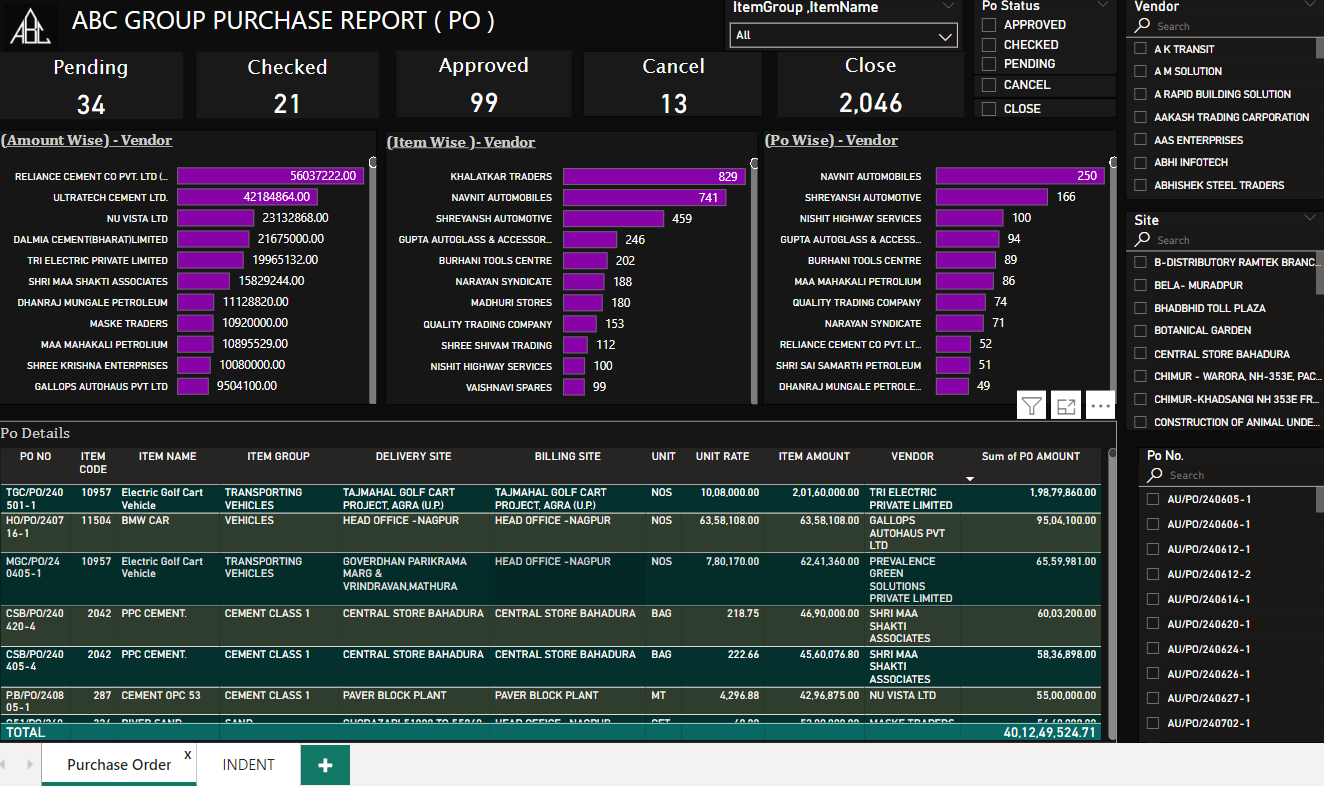 ABC
ABC GROUP PURCHASE REPORT ( PO )
ItemGroup ,ItemName
All
Po Status
APPROVED
CHECKED
PENDING
CANCEL
CLOSE
Vendor
Search
A K TRANSIT
A M SOLUTION
A RAPID BUILDING SOLUTION
AAKASH TRADING CARPORATION
AAS ENTERPRISES
ABHI INFOTECH
ABHISHEK STEEL TRADERS
Pending
34
Checked
21
Approved
99
Cancel
13
Close
2,046
(Amount Wise) - Vendor
RELIANCE CEMENT CO PVT. LTD (... 56037222.00
ULTRATECH CEMENT LTD. 42184864.00
NU VISTA LTD 23132868.00
DALMIA CEMENT(BHARAT)LIMITED 21675000.00
TRI ELECTRIC PRIVATE LIMITED 19965132.00
SHRI MAA SHAKTI ASSOCIATES 15829244.00
DHANRAJ MUNGALE PETROLEUM 11128820.00
MASKE TRADERS 10920000.00
MAA MAHAKALI PETROLIUM 10895529.00
SHREE KRISHNA ENTERPRISES 10080000.00
GALLOPS AUTOHAUS PVT LTD 9504100.00
(Item Wise )- Vendor
KHALATKAR TRADERS 829
NAVNIT AUTOMOBILES 741
SHREYANSH AUTOMOTIVE 459
GUPTA AUTOGLASS & ACCESSOR... 246
BURHANI TOOLS CENTRE 202
NARAYAN SYNDICATE 188
MADHURI STORES 180
QUALITY TRADING COMPANY 153
SHREE SHIVAM TRADING 112
NISHIT HIGHWAY SERVICES 100
VAISHNAVI SPARES 99
(Po Wise) - Vendor
NAVNIT AUTOMOBILES 250
SHREYANSH AUTOMOTIVE 166
NISHIT HIGHWAY SERVICES 100
GUPTA AUTOGLASS & ACCESS... 94
BURHANI TOOLS CENTRE 89
MAA MAHAKALI PETROLIUM 86
QUALITY TRADING COMPANY 74
NARAYAN SYNDICATE 71
RELIANCE CEMENT CO PVT. LT... 52
SHRI SAI SAMARTH PETROLEUM 51
DHANRAJ MUNGALE PETROLE... 49
Site
Search
B-DISTRIBUTORY RAMTEK BRANC...
BELA- MURADPUR
BHADBHID TOLL PLAZA
BOTANICAL GARDEN
CENTRAL STORE BAHADURA
CHIMUR - WARORA, NH-353E, PAC...
CHIMUR-KHADSANGI NH 353E FR...
CONSTRUCTION OF ANIMAL UNDE...
Po Details
PO NO ITEM ITEM NAME ITEM GROUP DELIVERY SITE BILLING SITE UNIT UNIT RATE ITEM AMOUNT VENDOR Sum of PO AMOUNT
CODE
TGC/PO/240 10957 Electric Golf Cart TRANSPORTING TAJMAHAL GOLF CART TAJMAHAL GOLF CART NOS 10,08,000.00 2,01,60,000.00 TRI ELECTRIC 1,98,79,860.00
501-1 Vehicle VEHICLES PROJECT, AGRA (U.P.) PROJECT, AGRA (U.P.) PRIVATE LIMITED
HO/PO/2407 11504 BMW CAR VEHICLES HEAD OFFICE -NAGPUR HEAD OFFICE -NAGPUR NOS 63,58,108.00 63,58,108.00 GALLOPS 95,04,100.00
16-1 AUTOHAUS PVT
LTD
MGC/PO/24 10957 Electric Golf Cart TRANSPORTING GOVERDHAN PARIKRAMA HEAD OFFICE -NAGPUR NOS 7,80,170.00 62,41,360.00 PREVALENCE 65,59,981.00
0405-1 Vehicle VEHICLES MARG & GREEN
VRINDRAVAN,MATHURA SOLUTIONS
PRIVATE LIMITED
CSB/PO/240 2042 PPC CEMENT. CEMENT CLASS 1 CENTRAL STORE BAHADURA CENTRAL STORE BAHADURA BAG 218.75 46,90,000.00 SHRI MAA 60,03,200.00
420-4 SHAKTI
ASSOCIATES
CSB/PO/240 2042 PPC CEMENT. CEMENT CLASS 1 CENTRAL STORE BAHADURA CENTRAL STORE BAHADURA BAG 222.66 45,60,076.80 SHRI MAA 58,36,898.00
405-4 SHAKTI
ASSOCIATES
P.B/PO/2408 287 CEMENT OPC 53 CEMENT CLASS 1 PAVER BLOCK PLANT PAVER BLOCK PLANT MT 4,296.88 42,96,875.00 NU VISTA LTD 55,00,000.00
05-1
RIVER SAND SAND HEAD OFFICE -NAGPUR MASKE TRADERS
TOTAL 40,12,49,524.71
Po No.
Search
AU/PO/240605-1
AU/PO/240606-1
AU/PO/240612-1
AU/PO/240612-2
AU/PO/240614-1
AU/PO/240620-1
AU/PO/240624-1
AU/PO/240626-1
AU/PO/240627-1
AU/PO/240702-1
Purchase Order x
INDENT
+